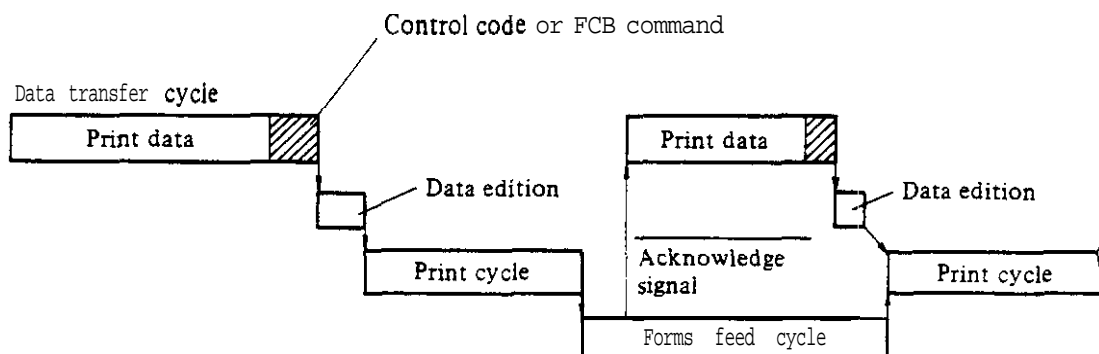 Control code or FCB command
Data transfer cycle
Print data
Print data
Data edition
Data edition
Acknowledge
signal
Print cycle
Print cycle
Forms feed cycle